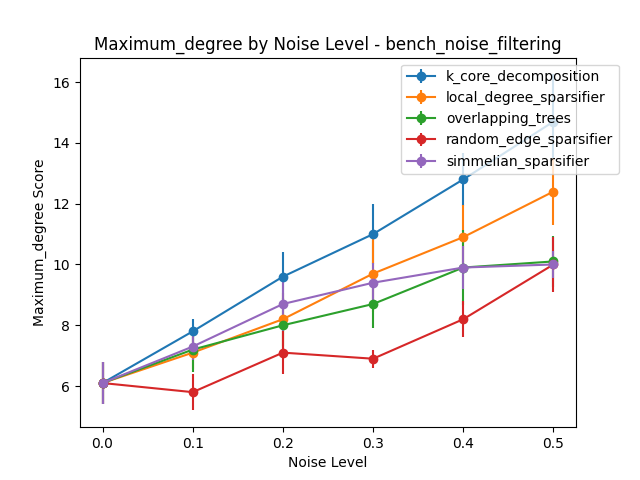 Maximum_degree by Noise Level - bench_noise_filtering
k_core_decomposition
local_degree_sparsifier
overlapping_trees
random_edge_sparsifier
simmelian_sparsifier
Maximum_degree Score
16
14
12
10
8
6
0.0 0.1 0.2 0.3 0.4 0.5
Noise Level